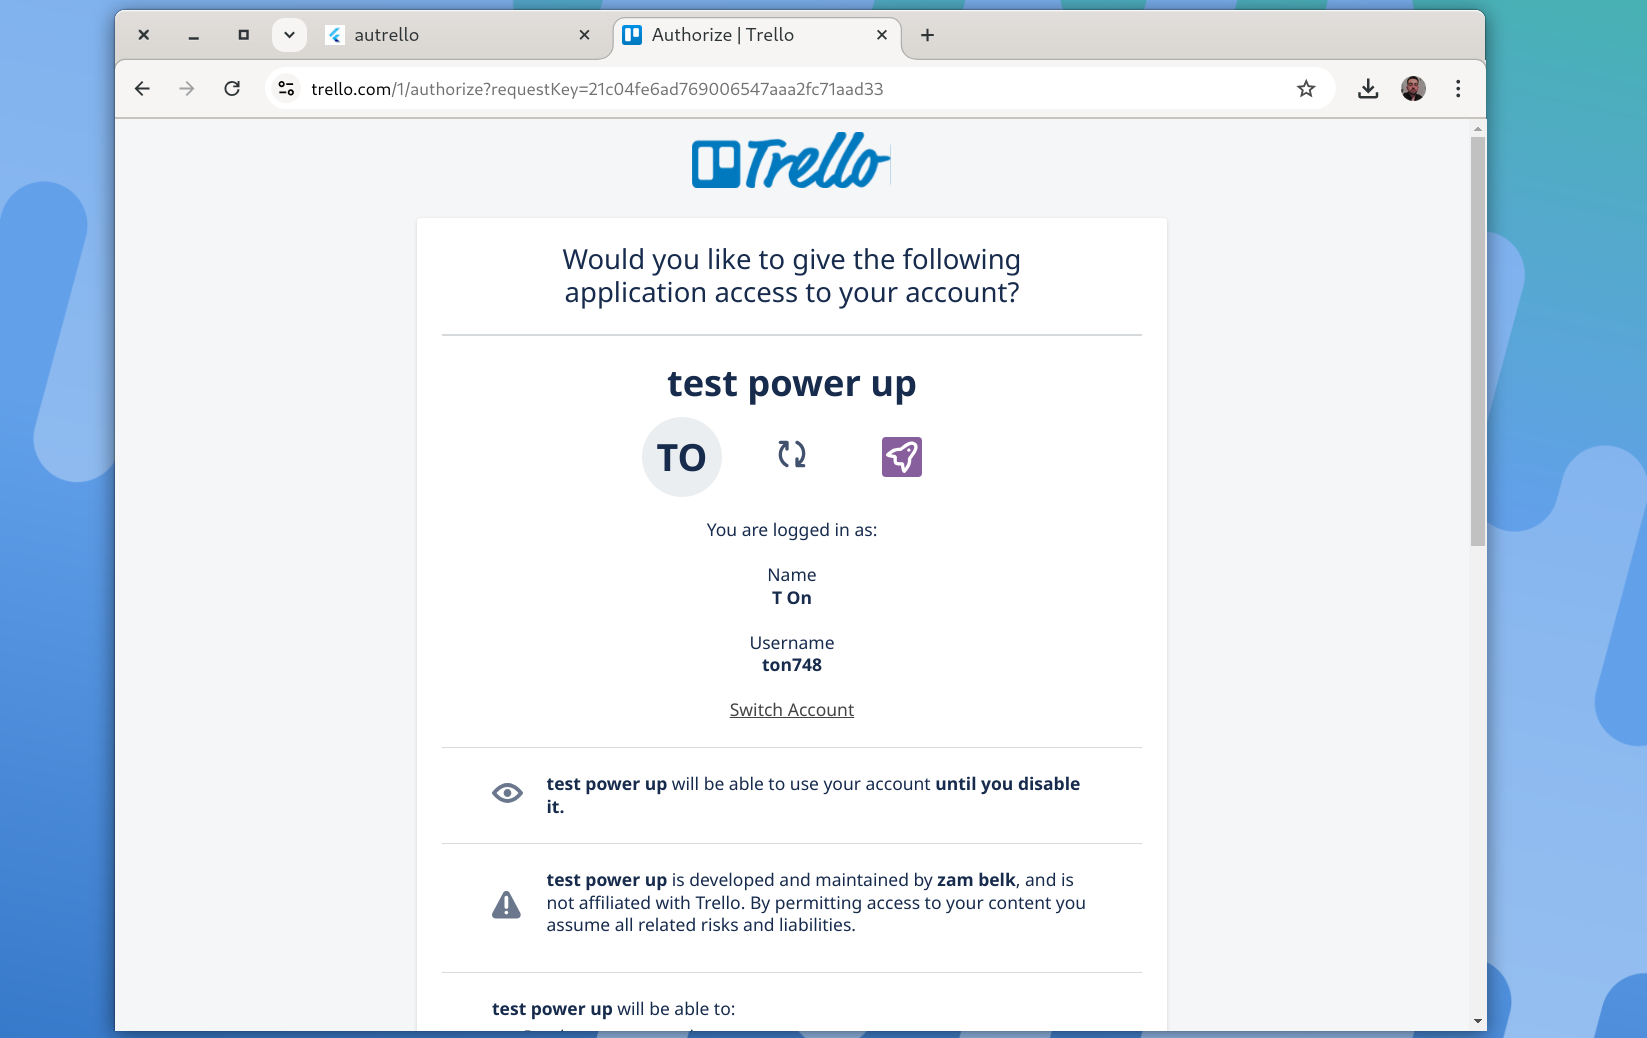 autrello
Authorize | Trello
trello.com/1/authorize?requestKey=21c04fe6ad769006547aaa2fc71aad33
Trello
Would you like to give the following
application access to your account?
test power up
TO
You are logged in as:
Name
T On
Username
ton748
Switch Account
test power up will be able to use your account until you disable
it.
test power up is developed and maintained by zam belk, and is
not affiliated with Trello. By permitting access to your content you
assume all related risks and liabilities.
test power up will be able to: